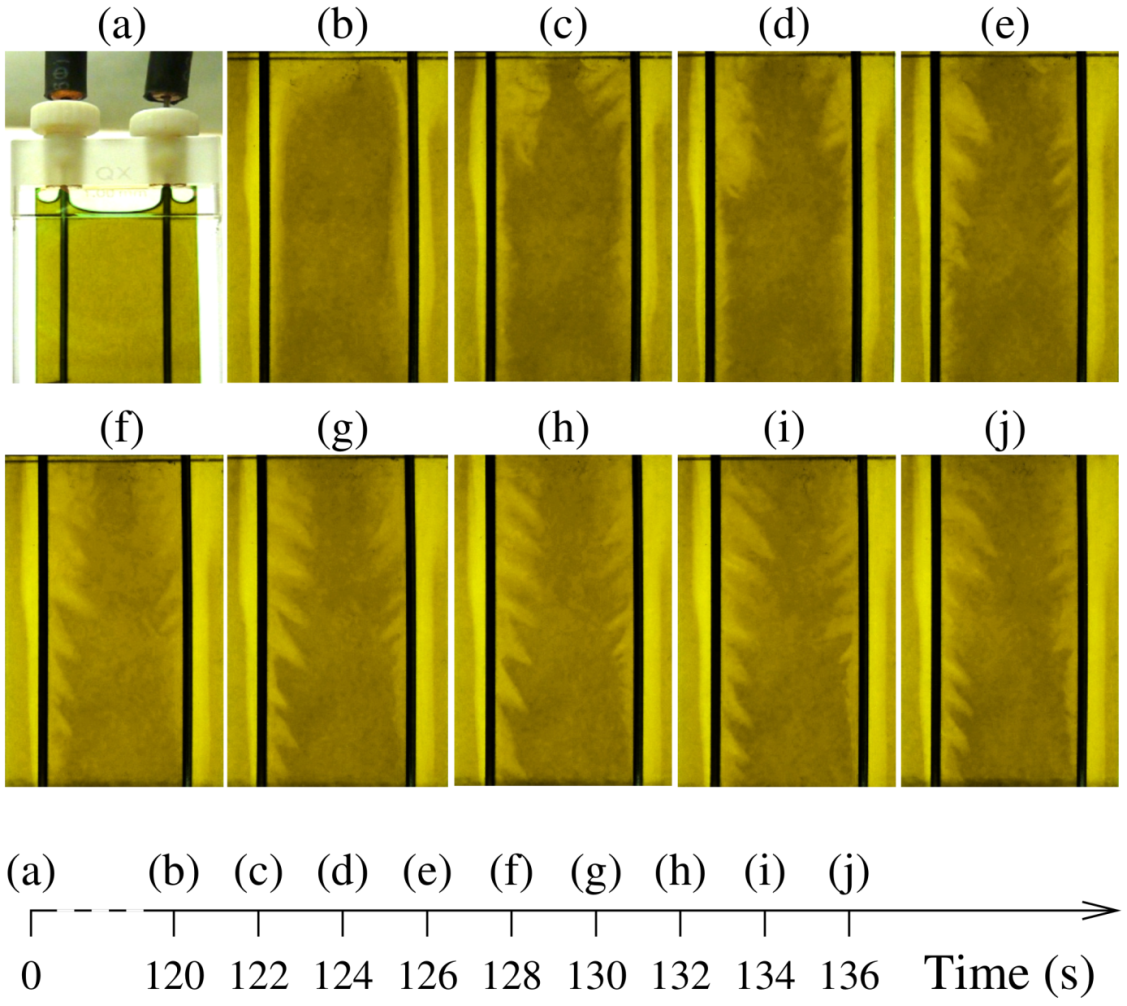 (a) (b) (c) (d) (e)
QX
(f) (g) (h) (i) (j)
(a) (b) (c) (d) (e) (f) (g) (h) (i) (j)
0 120 122 124 126 128 130 132 134 136 Time (s)